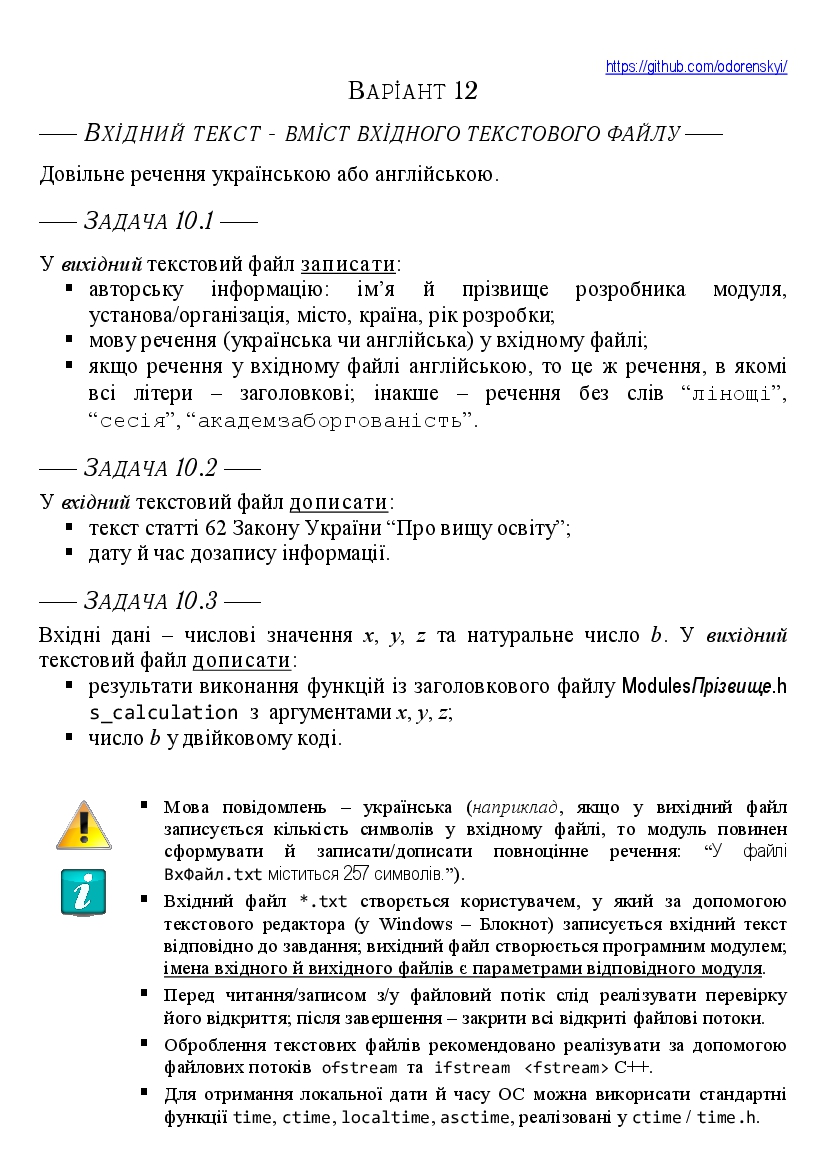 https://github.com/odorenskyi/
ВАРІАНТ 12
ВХІДНИЙ ТЕКСТ - ВМІСТ ВХІДНОГО ТЕКСТОВОГО ФАЙЛУ
Довільне речення українською або англійською.
ЗАДАЧА 10.1
У вихідний текстовий файл записати:
▪ авторську інформацію: ім’я й прізвище розробника модуля,
установа/організація, місто, країна, рік розробки;
▪ мову речення (українська чи англійська) у вхідному файлі;
▪ якщо речення у вхідному файлі англійською, то це ж речення, в якомі
всі літери – заголовкові; інакше – речення без слів “лінощі”,
“сесія”, “академзаборгованість”.
ЗАДАЧА 10.2
У вхідний текстовий файл дописати:
▪ текст статті 62 Закону України “Про вищу освіту”;
▪ дату й час дозапису інформації.
ЗАДАЧА 10.3
Вхідні дані – числові значення x, y, z та натуральне число b. У вихідний
текстовий файл дописати:
▪ результати виконання функцій із заголовкового файлу ModulesПрізвище.h
s_calculation з аргументами x, y, z;
▪ число b у двійковому коді.
▪ Мова повідомлень – українська (наприклад, якщо у вихідний файл
записується кількість символів у вхідному файлі, то модуль повинен
сформувати й записати/дописати повноцінне речення: “У файлі
ВхФайл.txt міститься 257 символів.”).
▪ Вхідний файл *.txt створється користувачем, у який за допомогою
текстового редактора (у Windows – Блокнот) записується вхідний текст
відповідно до завдання; вихідний файл створюється програмним модулем;
імена вхідного й вихідного файлів є параметрами відповідного модуля.
▪ Перед читання/записом з/у файловий потік слід реалізувати перевірку
його відкриття; після завершення – закрити всі відкриті файлові потоки.
▪ Оброблення текстових файлів рекомендовано реалізувати за допомогою
файлових потоків ofstream та ifstream <fstream> С++.
▪ Для отримання локальної дати й часу ОС можна викорисати стандартні
функції time, ctime, localtime, asctime, реалізовані у ctime / time.h.